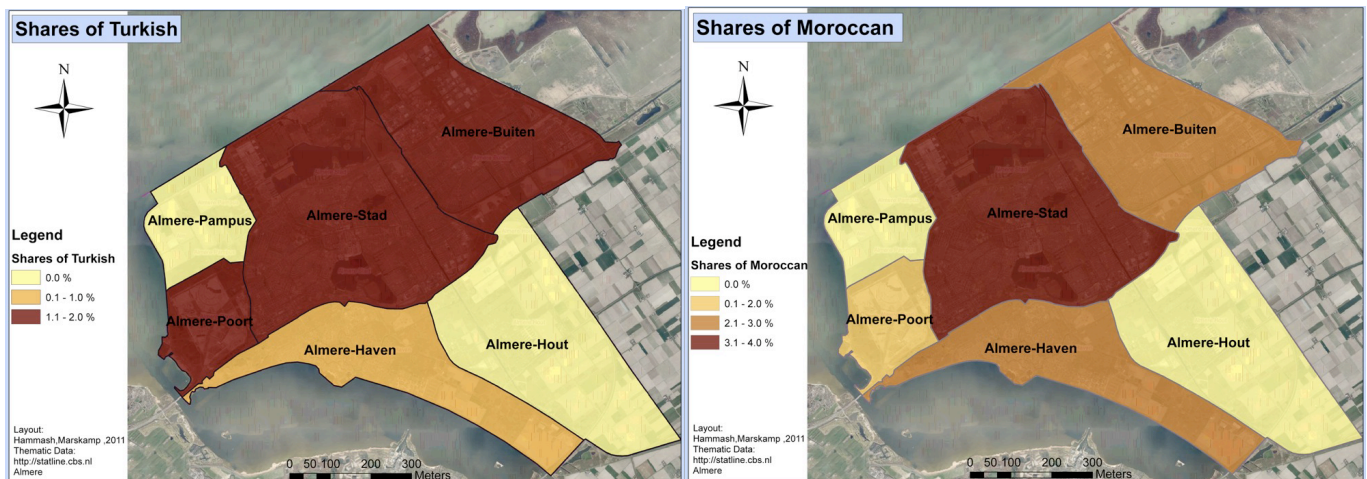 Shares of Turkish
N
Almere-Buiten
Almere-Stad
Almere-Pampus
Almere-Poort
Almere-Haven
Almere-Hout
Legend
Shares of Turkish
0.0 %
0.1 - 1.0 %
1.1 - 2.0 %
Layout:
Hammash,Marskamp ,2011
Thematic Data:
http://statline.cbs.nl
Almere
0 50 100 200 300
Meters
Shares of Moroccan
N
Almere-Buiten
Almere-Stad
Almere-Pampus
Almere-Poort
Almere-Haven
Almere-Hout
Legend
Shares of Moroccan
0.0 %
0.1 - 2.0 %
2.1 - 3.0 %
3.1 - 4.0 %
Layout:
Hammash,Marskamp ,2011
Thematic Data:
http://statline.cbs.nl
Almere
0 50 100 200 300
Meters